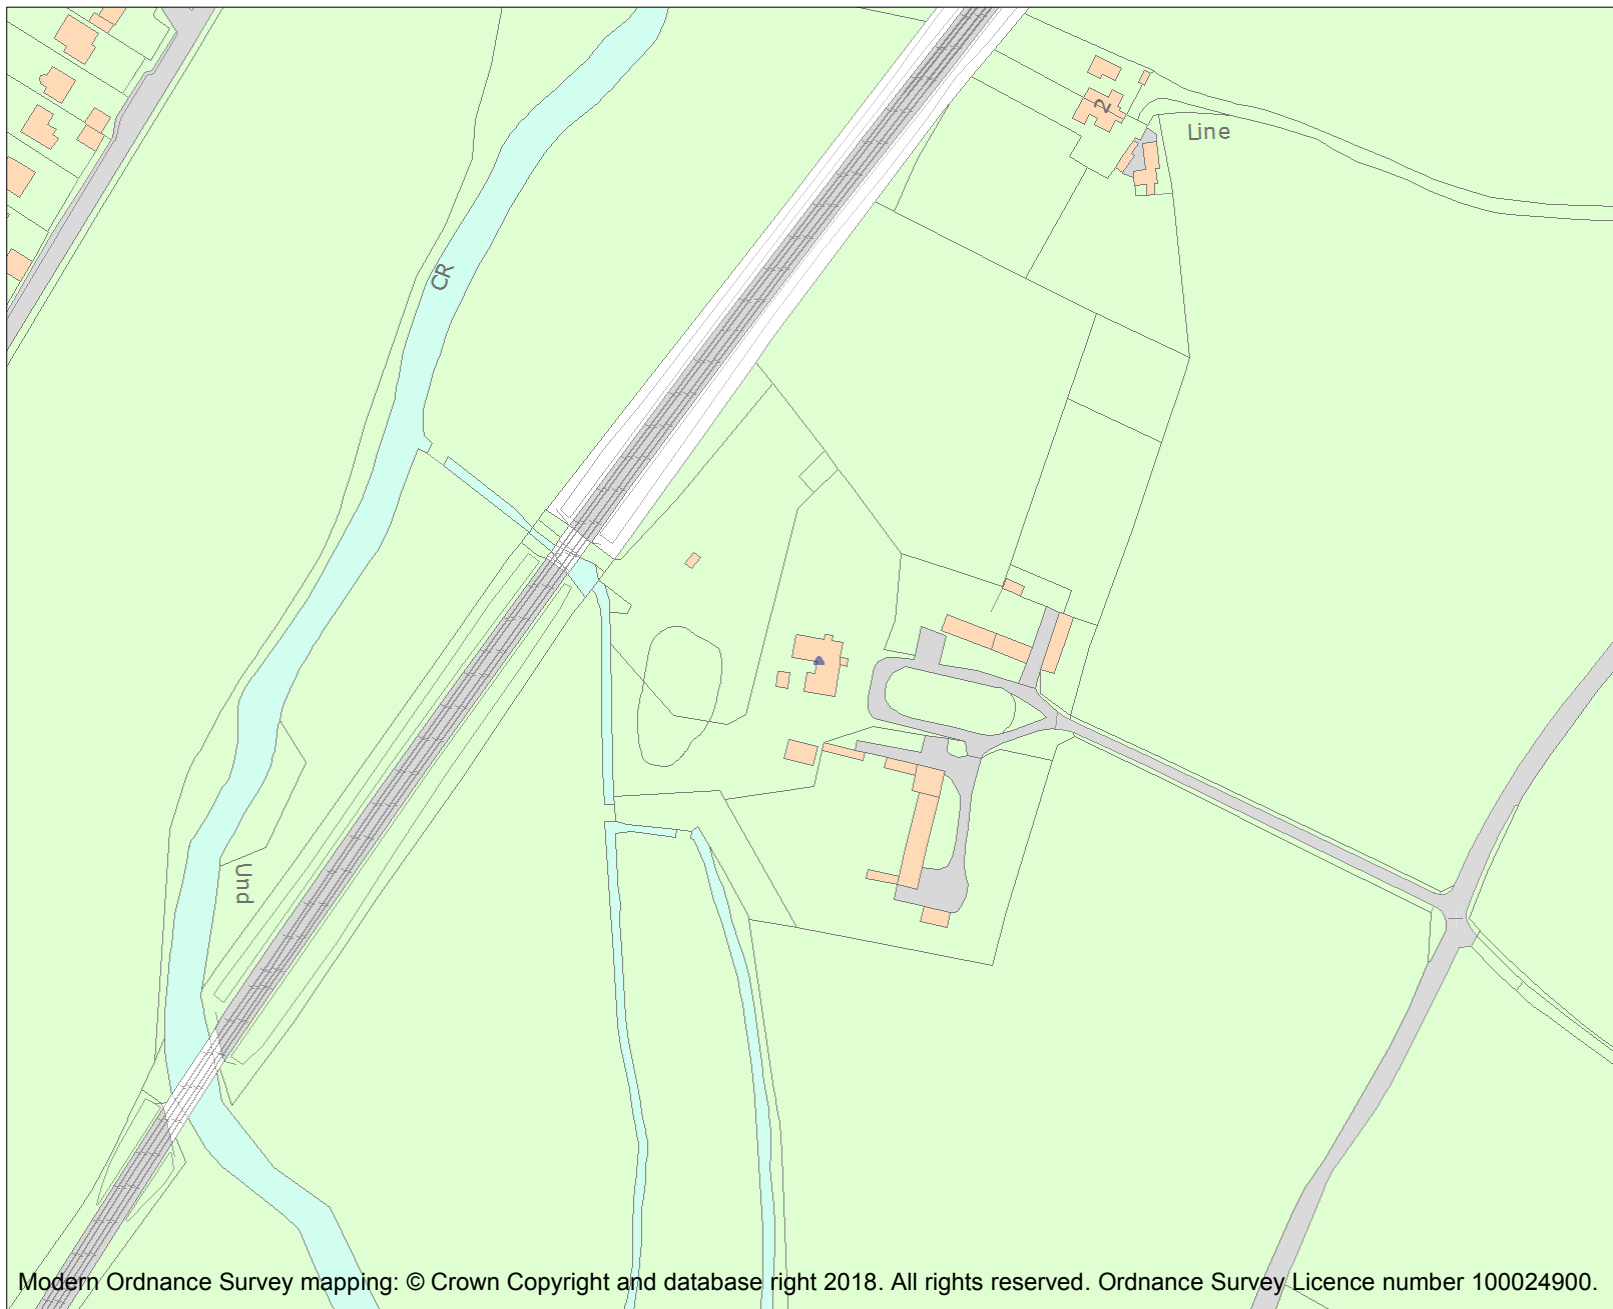 2
Line
CR
Und
Modern Ordnance Survey mapping: © Crown Copyright and database right 2018. All rights reserved. Ordnance Survey Licence number 100024900.